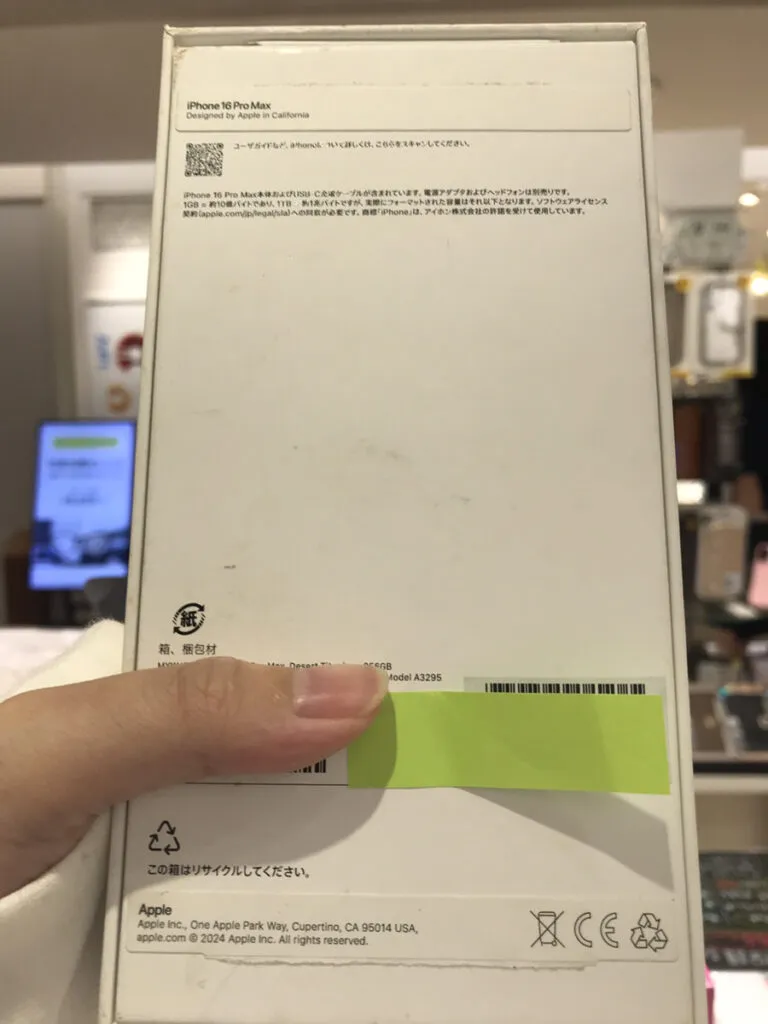 iPhone 16 Pro Max
Designed by Apple in California
ユーザガイドなど、iPhoneについて詳しくは、こちらをスキャンしてください。
iPhone 16 Pro Max本体およびUSB-C充電ケーブルが含まれています。電源アダプタおよびヘッドフォンは別売りです。
1GB = 約10億バイトであり、1TB = 約1兆バイトですが、実際にフォーマットされた容量はそれ以下となります。ソフトウェアライセンス
契約(apple.com/jp/legal/sla)への同意が必要です。商標「iPhone」は、アイホン株式会社の許諾を受けて使用しています。
紙
箱、梱包材
Max, Desert 256GB
Model A3295
この箱はリサイクルしてください。
Apple
Apple Inc., One Apple Park Way, Cupertino, CA 95014 USA,
apple.com © 2024 Apple Inc. All rights reserved.
CE